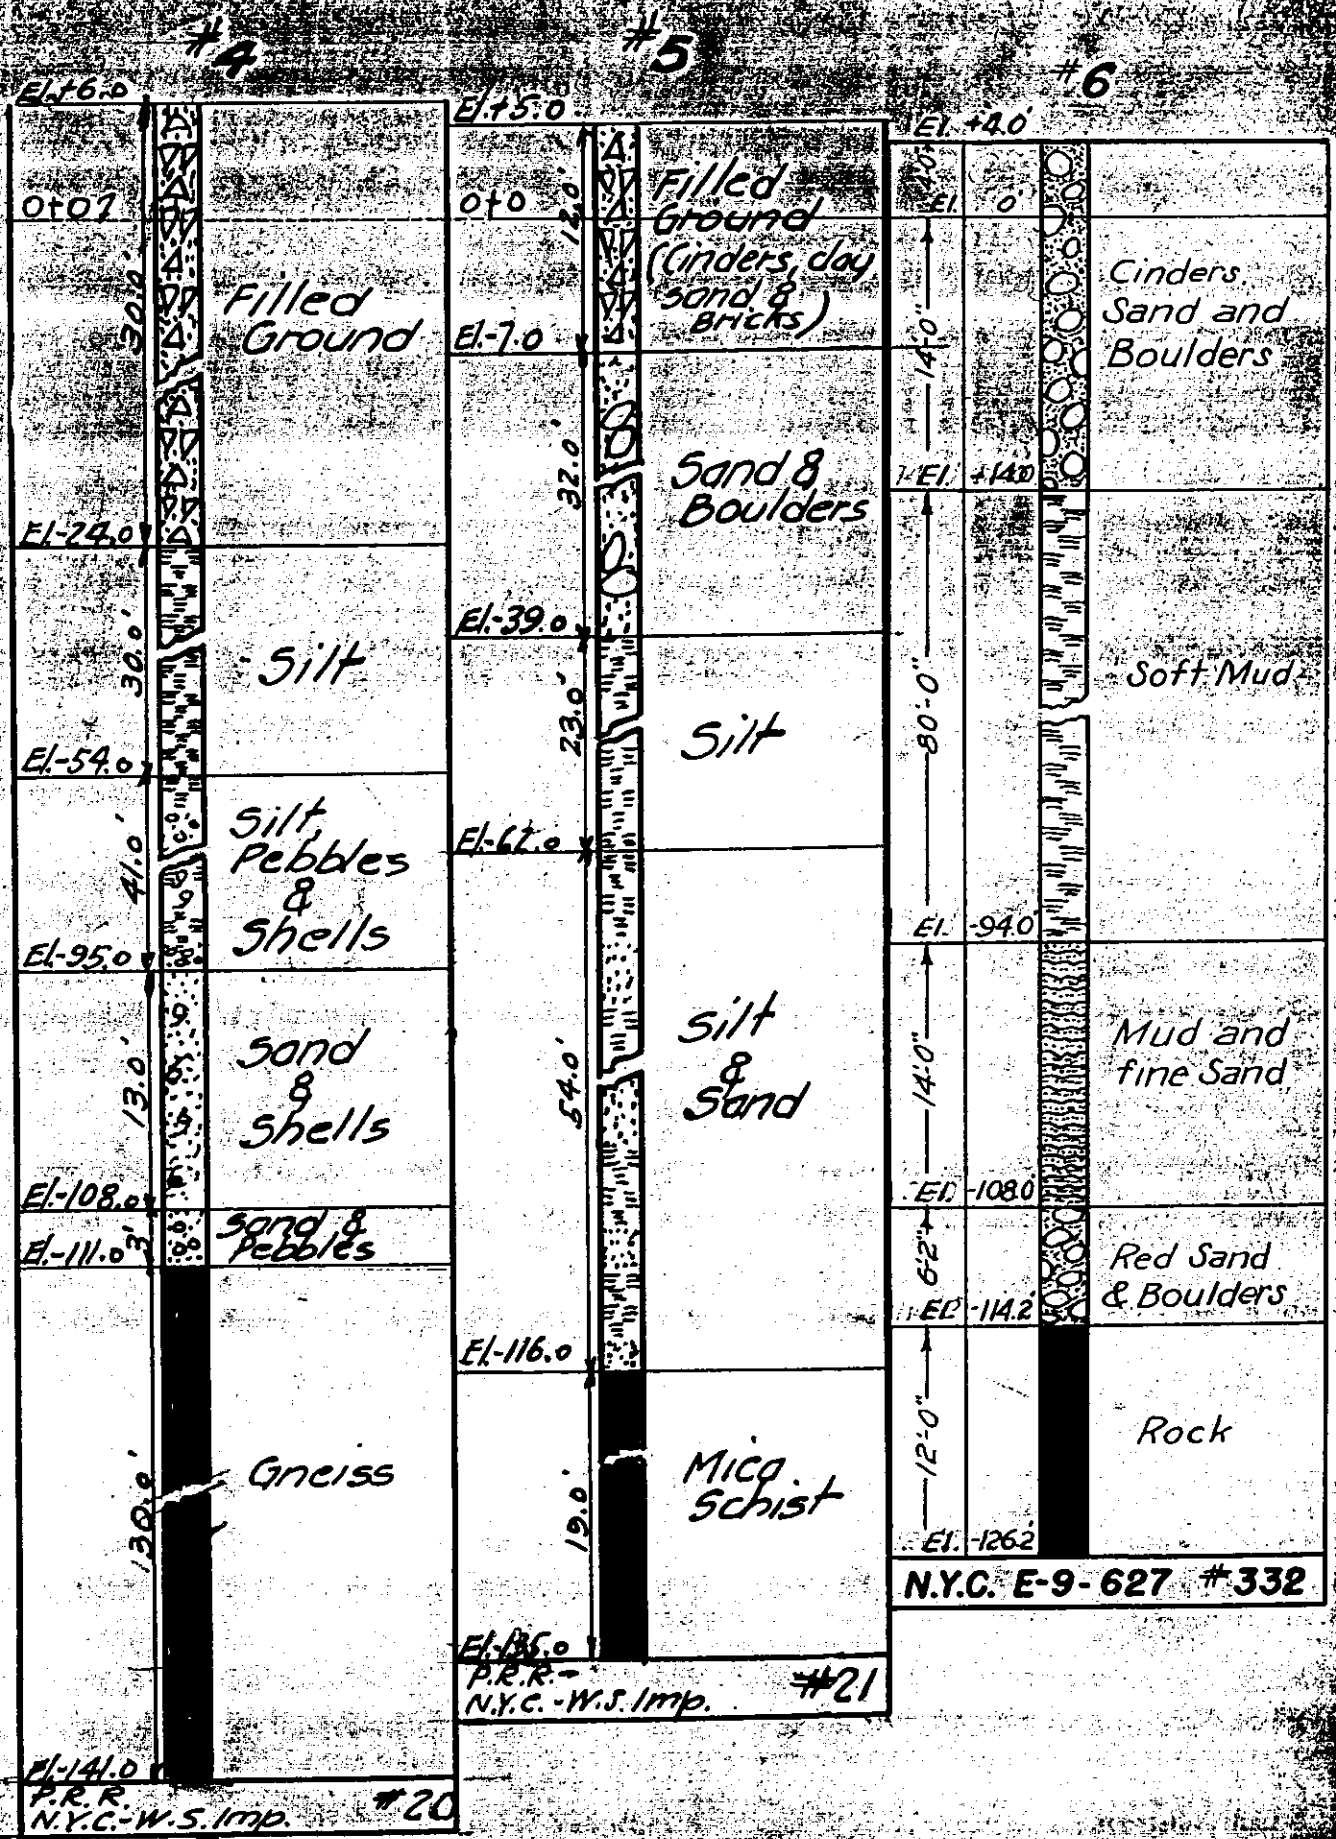 #4
El.+6.0
0+07
30.0'
Filled
Ground
El.-24.0
30.0'
Silt
El.-54.0
41.0'
Silt,
Pebbles
&
Shells
El.-95.0
13.0'
Sand
&
Shells
El.-108.0
3'
Sand &
Pebbles
El.-111.0
Gneiss
El.-141.0
P.R.R.
N.Y.C.-W.S. Imp.
#20
#5
El.+5.0
0+0
12.0'
Filled
Ground
(Cinders, clay
sand &
Bricks)
El.-7.0
32.0'
Sand &
Boulders
El.-39.0
23.0'
Silt
El.-62.0
54.0'
Silt
&
Sand
El.-116.0
19.0'
Mica
Schist
El.-135.0
P.R.R.-
N.Y.C.-W.S. Imp.
#21
#6
El. +4.0'
4'-0"
El. 0'
14'-0"
Cinders,
Sand and
Boulders
El. +14.0
80'-0"
Soft Mud
El. -94.0
14'-0"
Mud and
fine Sand
El. -108.0
6'-2"
Red Sand
& Boulders
El. -114.2
12'-0"
Rock
El. -126.2
N.Y.C. E-9-627 #332